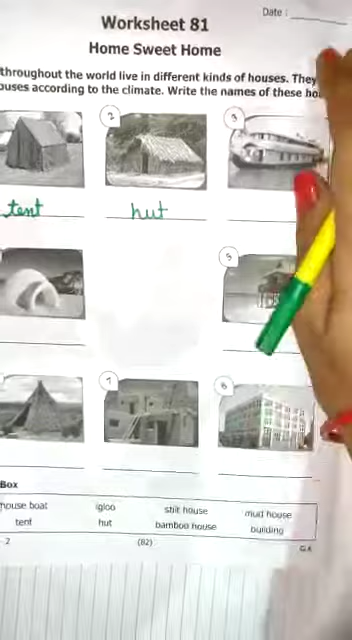 Date :
Worksheet 81
Home Sweet Home
throughout the world live in different kinds of houses. They
ouses according to the climate. Write the names of these
2
3
tent
hut
5
7
8
Box
house boat igloo stilt house mud house
tent hut bamboo house building
2 (82) G.K